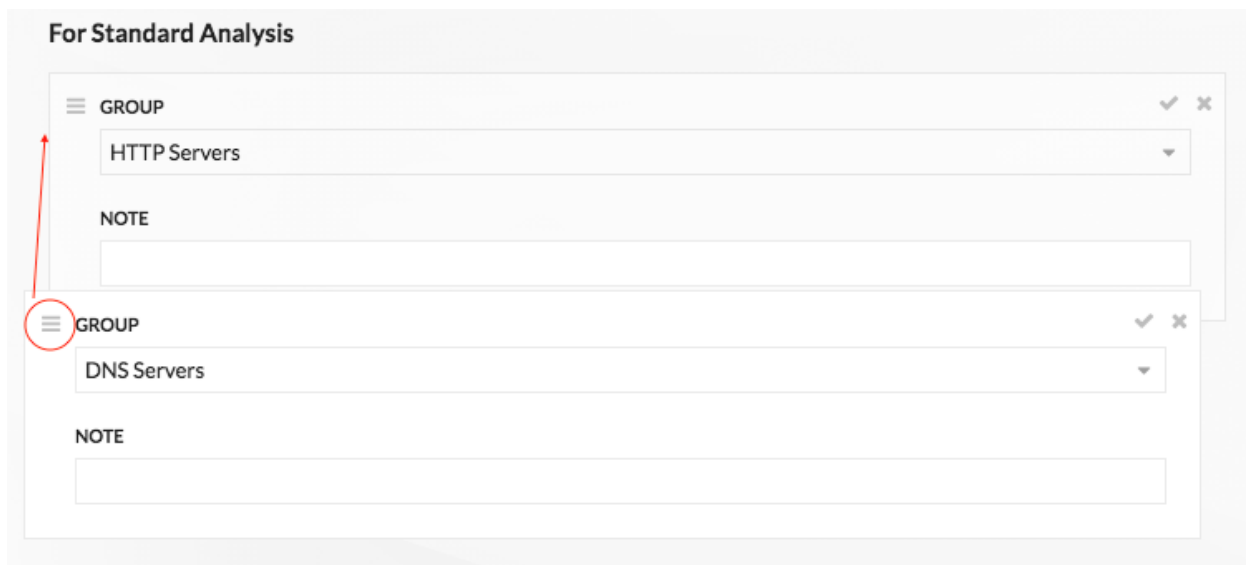 For Standard Analysis
GROUP
HTTP Servers
NOTE
GROUP
DNS Servers
NOTE